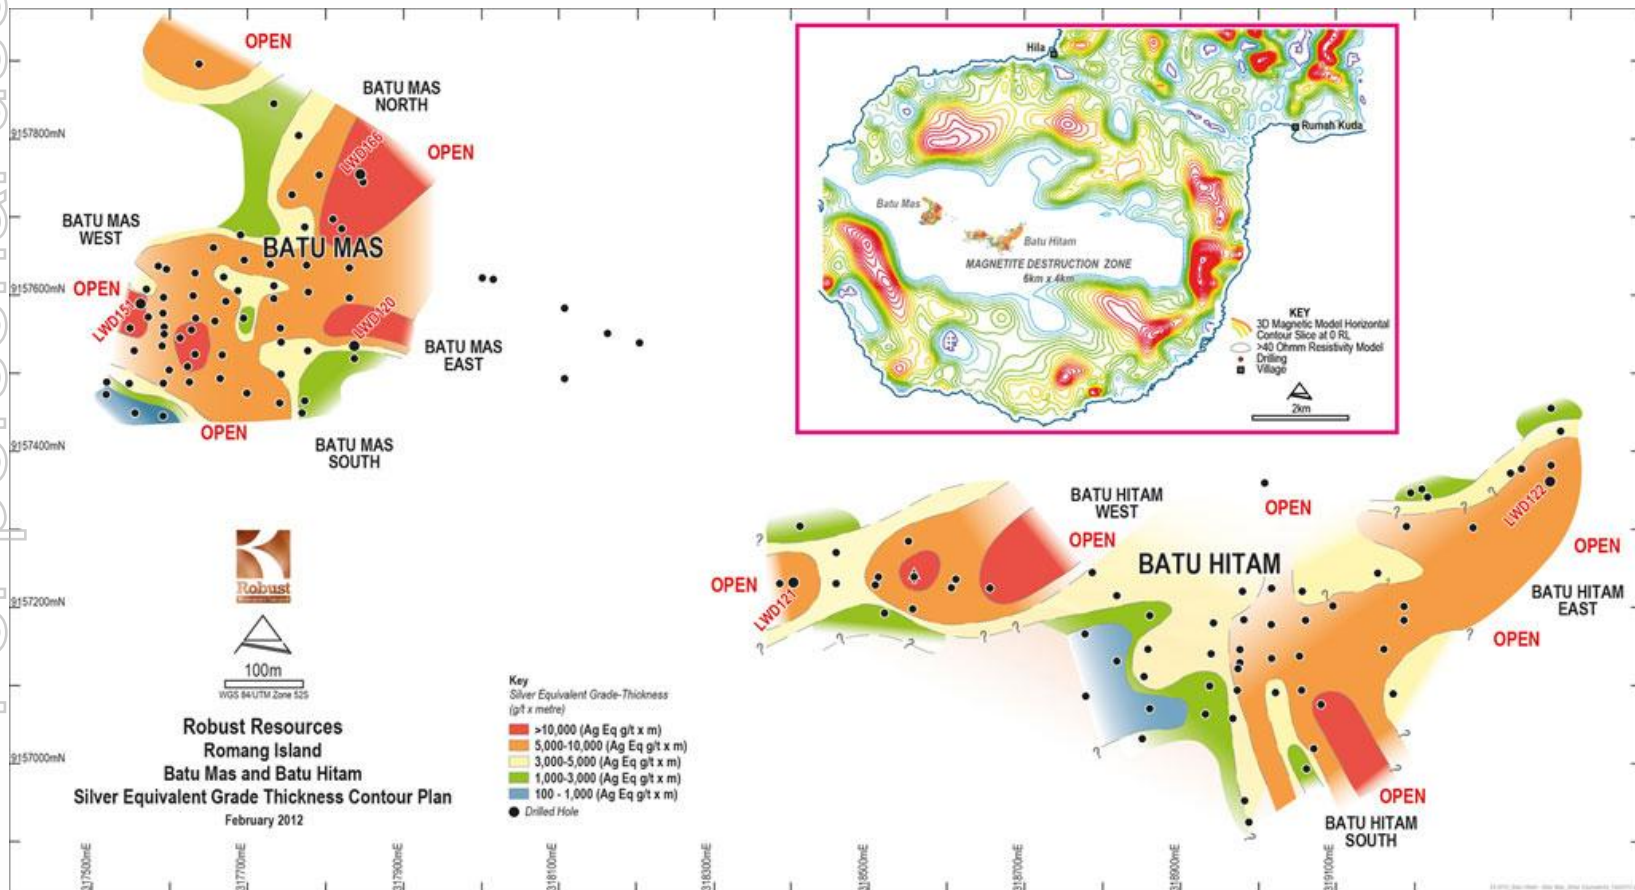 OPEN
BATU MAS
NORTH
9157800mN
LWD166
OPEN
BATU MAS
WEST
BATU MAS
OPEN
9157600mN
LWD151
LWD120
BATU MAS
EAST
OPEN
BATU MAS
SOUTH
9157400mN
Hila
Rumah Kuda
Batu Mas
Batu Hitam
MAGNETITE DESTRUCTION ZONE
6km x 4km
KEY
3D Magnetic Model Horizontal
Contour Slice at 0 RL
>40 Ohmm Resistivity Model
Drilling
Village
2km
BATU HITAM
WEST
OPEN
OPEN
BATU HITAM
OPEN
LWD121
LWD122
OPEN
BATU HITAM
EAST
OPEN
9157200mN
Robust
100m
WGS 84/UTM Zone 52S
Robust Resources
Romang Island
Batu Mas and Batu Hitam
Silver Equivalent Grade Thickness Contour Plan
February 2012
9157000mN
Key
Silver Equivalent Grade-Thickness
(g/t x metre)
>10,000 (Ag Eq g/t x m)
5,000-10,000 (Ag Eq g/t x m)
3,000-5,000 (Ag Eq g/t x m)
1,000-3,000 (Ag Eq g/t x m)
100 - 1,000 (Ag Eq g/t x m)
Drilled Hole
OPEN
BATU HITAM
SOUTH
317500mE
317700mE
317900mE
318100mE
318300mE
318500mE
318700mE
318900mE
319100mE